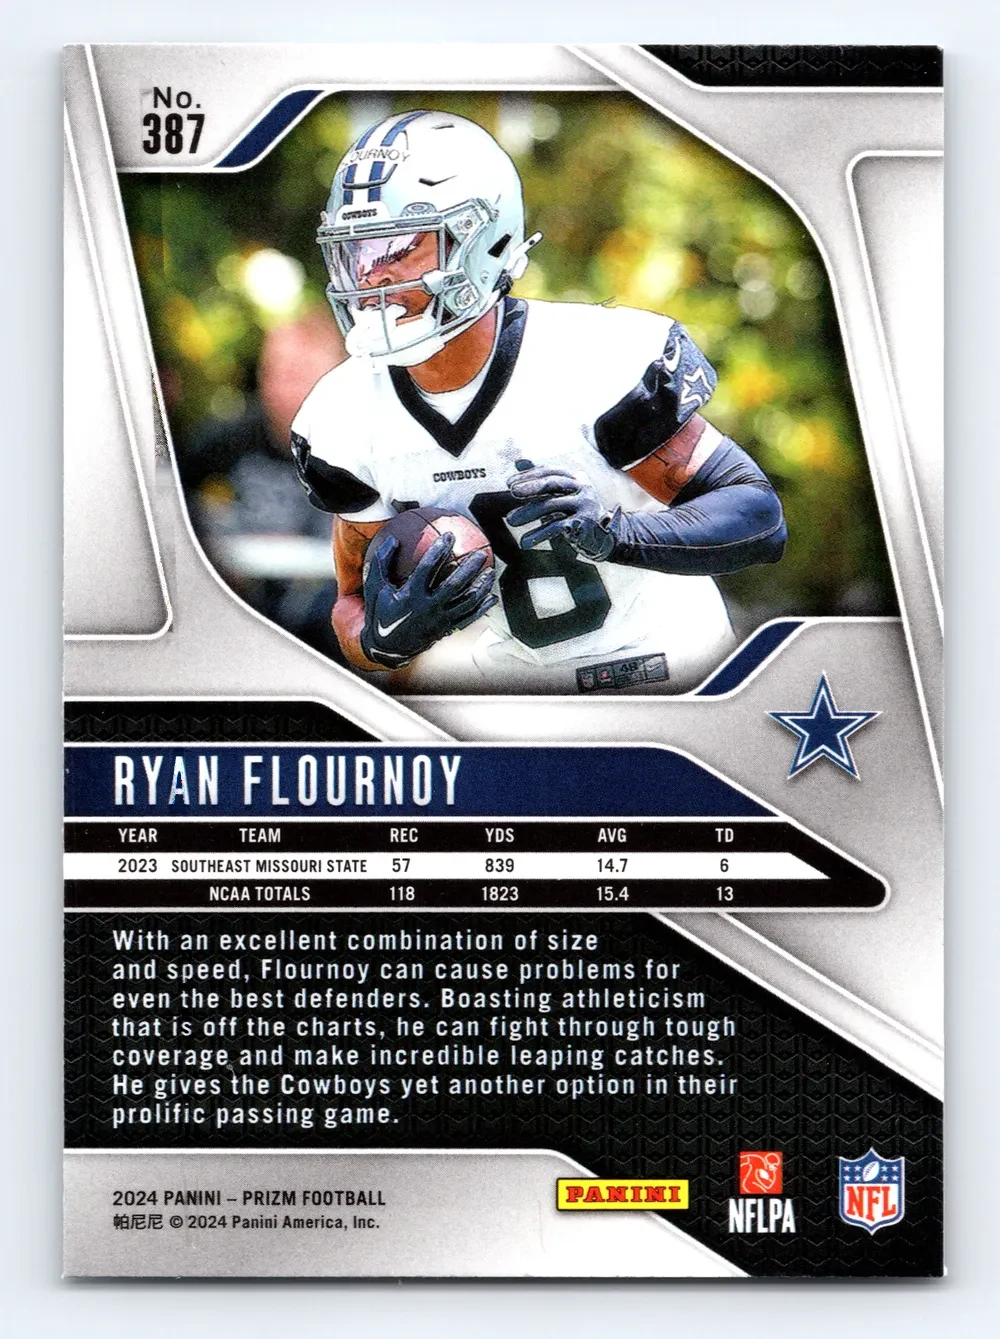 No.
387
FLOURNOY
COWBOYS
COWBOYS
8
48
RYAN FLOURNOY
YEAR TEAM REC YDS AVG TD
2023 SOUTHEAST MISSOURI STATE 57 839 14.7 6
NCAA TOTALS 118 1823 15.4 13
With an excellent combination of size
and speed, Flournoy can cause problems for
even the best defenders. Boasting athleticism
that is off the charts, he can fight through tough
coverage and make incredible leaping catches.
He gives the Cowboys yet another option in their
prolific passing game.
2024 PANINI – PRIZM FOOTBALL
帕尼尼 © 2024 Panini America, Inc.
PANINI
NFLPA
NFL